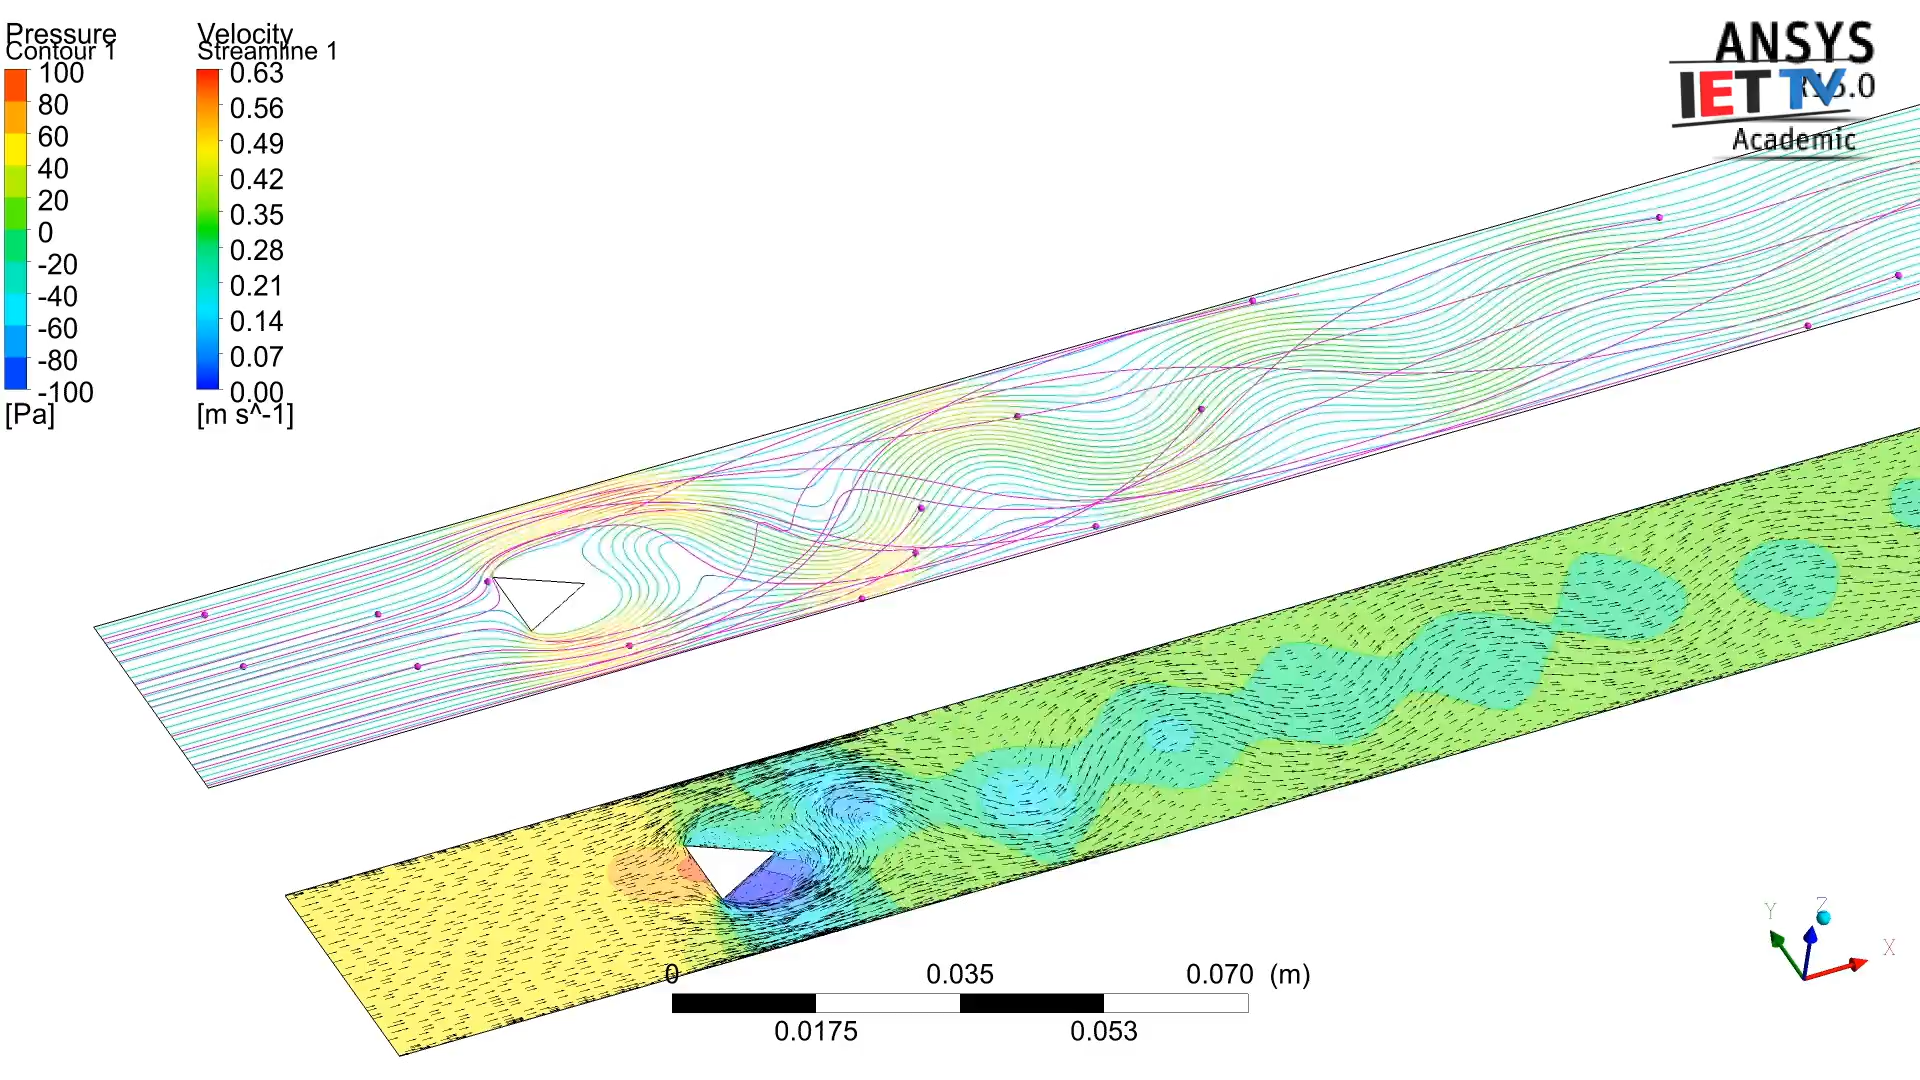 Pressure
Contour 1
100
80
60
40
20
0
-20
-40
-60
-80
-100
[Pa]
Velocity
Streamline 1
0.63
0.56
0.49
0.42
0.35
0.28
0.21
0.14
0.07
0.00
[m s^-1]
ANSYS
IET TV
Academic
0 0.035 0.070 (m)
0.0175 0.053
Y Z X